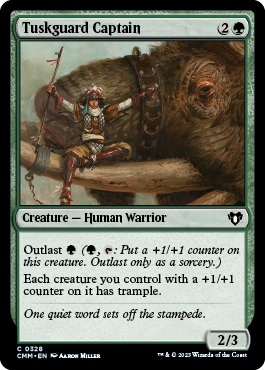 Tuskguard Captain 2
Creature — Human Warrior
Outlast (, : Put a +1/+1 counter on
this creature. Outlast only as a sorcery.)
Each creature you control with a +1/+1
counter on it has trample.
One quiet word sets off the stampede.
2/3
C 0328
CMM • EN Aaron Miller
™ & © 2023 Wizards of the Coast